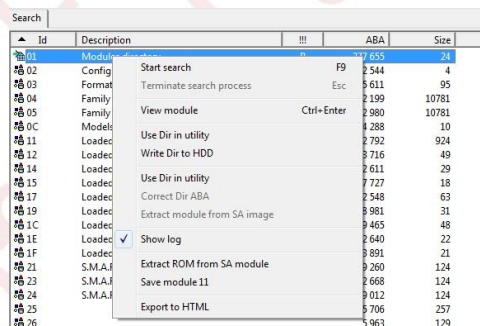 Search
Id Description !!! ABA Size
01 Modules directory 377 655 24
02 Config 2 544 4
03 Format 5 611 95
04 Family 2 199 10781
05 Family 2 980 10781
0C Models 4 288 10
11 Loaded 2 792 924
12 Loaded 3 716 49
14 Loaded 2 611 29
15 Loaded 7 727 18
17 Loaded 2 548 63
19 Loaded 3 981 31
1C Loaded 9 465 48
1E Loaded 2 640 22
1F Loaded 3 891 21
21 S.M.A.R 9 260 124
23 S.M.A.R 2 668 124
24 S.M.A.R 9 012 124
25 5 706 257
26 5 963 129
Start search F9
Terminate search process Esc
View module Ctrl+Enter
Use Dir in utility
Write Dir to HDD
Use Dir in utility
Correct Dir ABA
Extract module from SA image
Show log
Extract ROM from SA module
Save module 11
Export to HTML